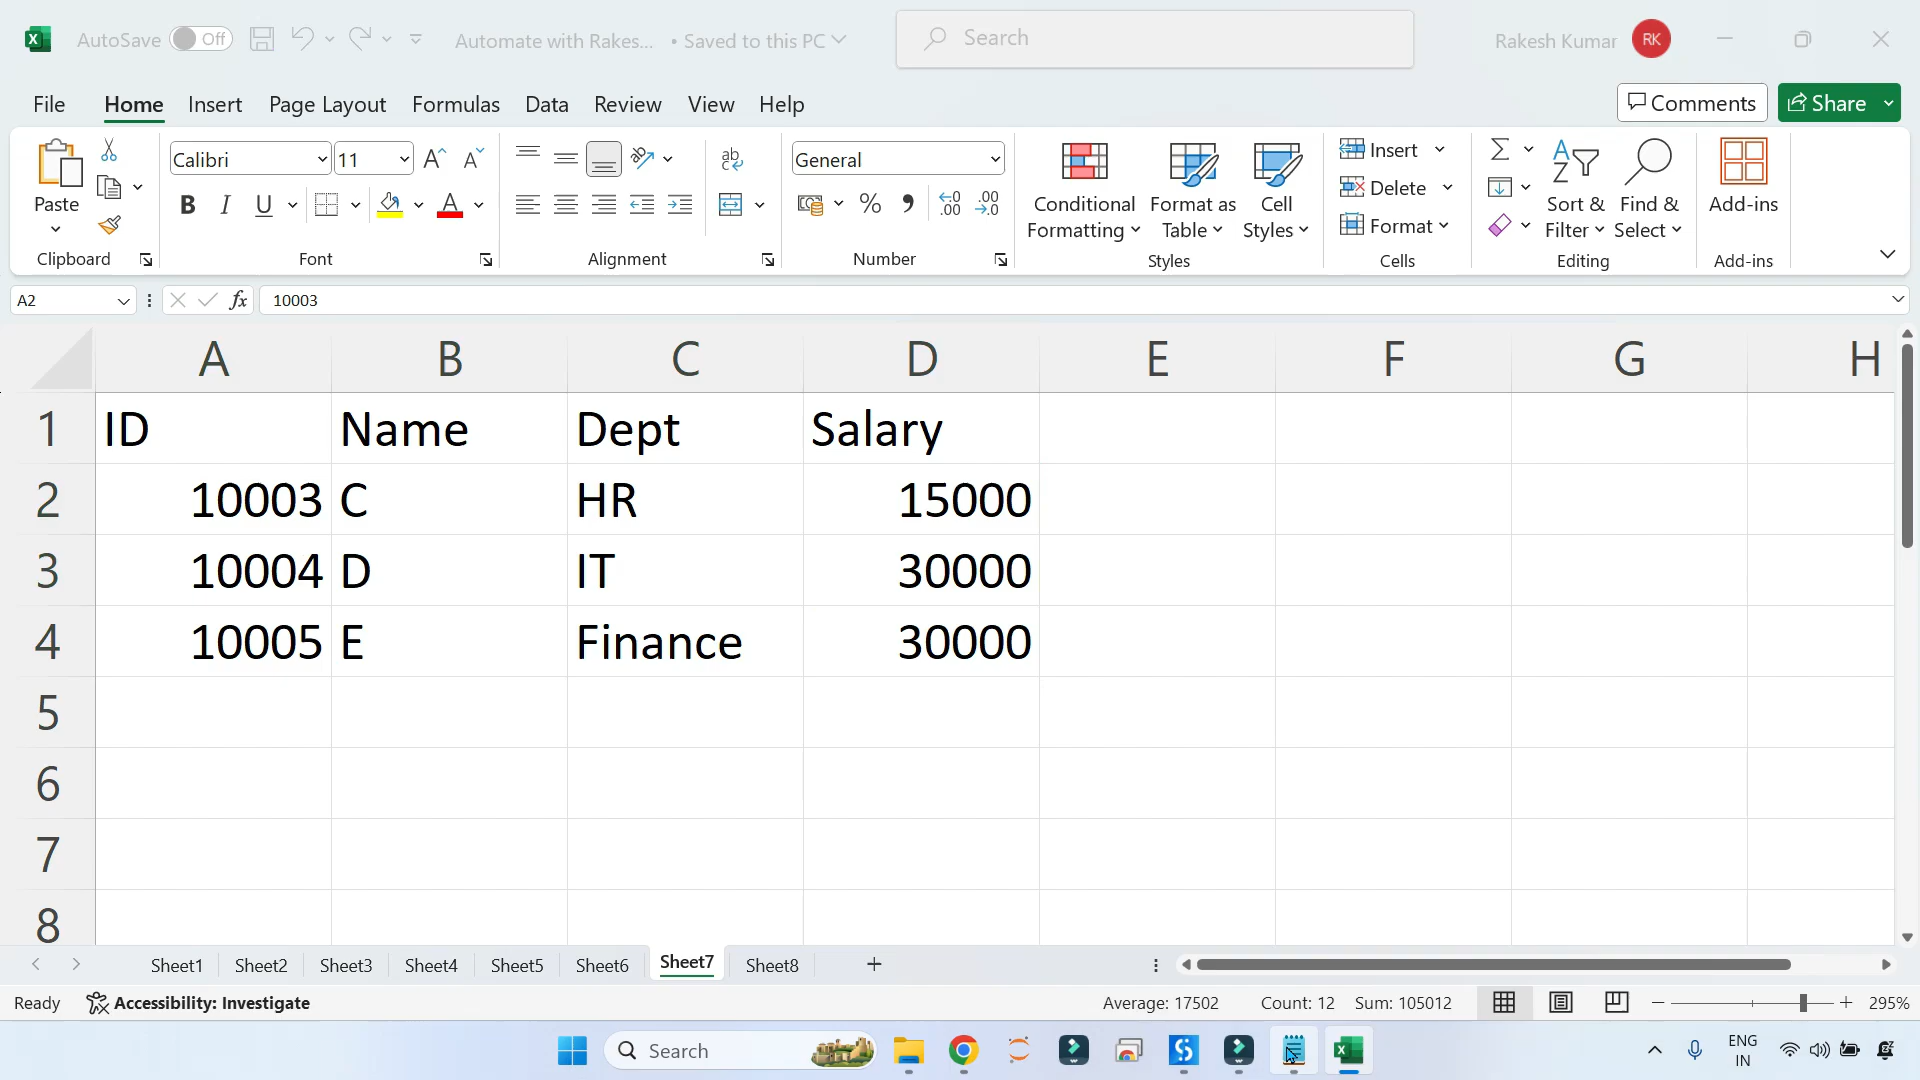 AutoSave Off Automate with Rakes... • Saved to this PC Search Rakesh Kumar RK
File Home Insert Page Layout Formulas Data Review View Help Comments Share
Paste
Clipboard
Calibri 11
Font
Alignment
General
Number
Conditional Formatting
Format as Table
Cell Styles
Styles
Insert
Delete
Format
Cells
Sort & Filter
Find & Select
Editing
Add-ins
Add-ins
A2 fx 10003
A B C D E F G H
1 ID Name Dept Salary
2 10003 C HR 15000
3 10004 D IT 30000
4 10005 E Finance 30000
5
6
7
8
Sheet1 Sheet2 Sheet3 Sheet4 Sheet5 Sheet6 Sheet7 Sheet8
Ready Accessibility: Investigate Average: 17502 Count: 12 Sum: 105012 295%
Search ENG
IN